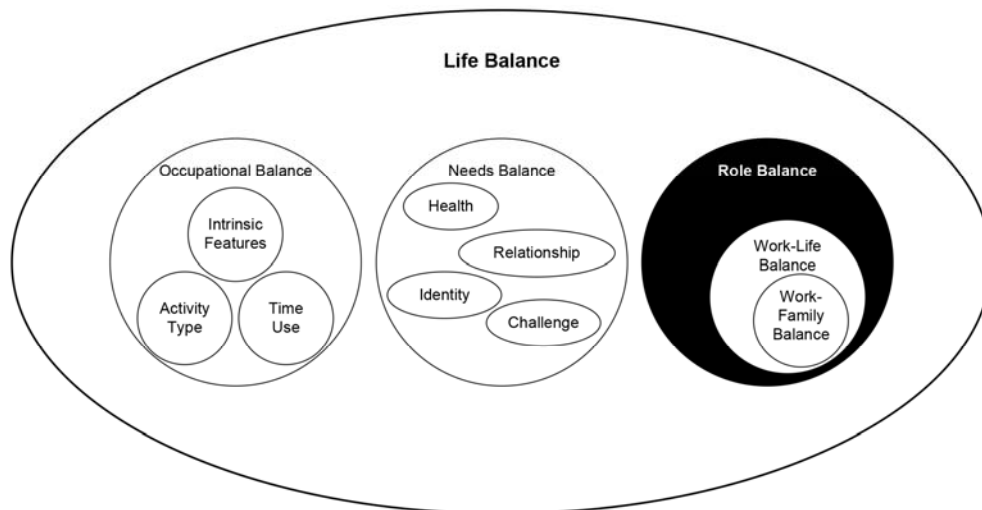 Life Balance
Occupational Balance
Intrinsic
Features
Activity
Type
Time
Use
Needs Balance
Health
Relationship
Identity
Challenge
Role Balance
Work-Life
Balance
Work-
Family
Balance